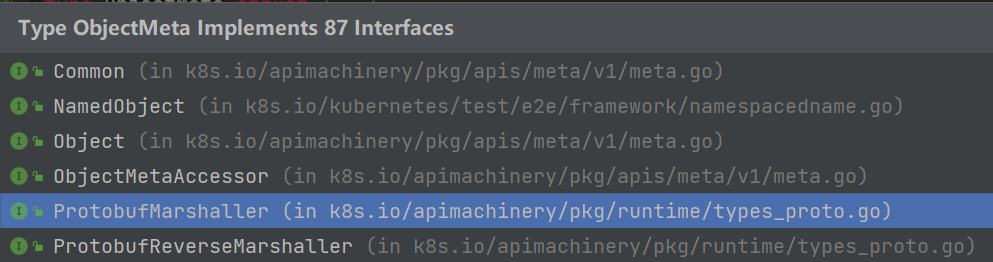 Type ObjectMeta Implements 87 Interfaces
I Common (in k8s.io/apimachinery/pkg/apis/meta/v1/meta.go)
I NamedObject (in k8s.io/kubernetes/test/e2e/framework/namespacedname.go)
I Object (in k8s.io/apimachinery/pkg/apis/meta/v1/meta.go)
I ObjectMetaAccessor (in k8s.io/apimachinery/pkg/apis/meta/v1/meta.go)
I ProtobufMarshaller (in k8s.io/apimachinery/pkg/runtime/types_proto.go)
I ProtobufReverseMarshaller (in k8s.io/apimachinery/pkg/runtime/types_proto.go)